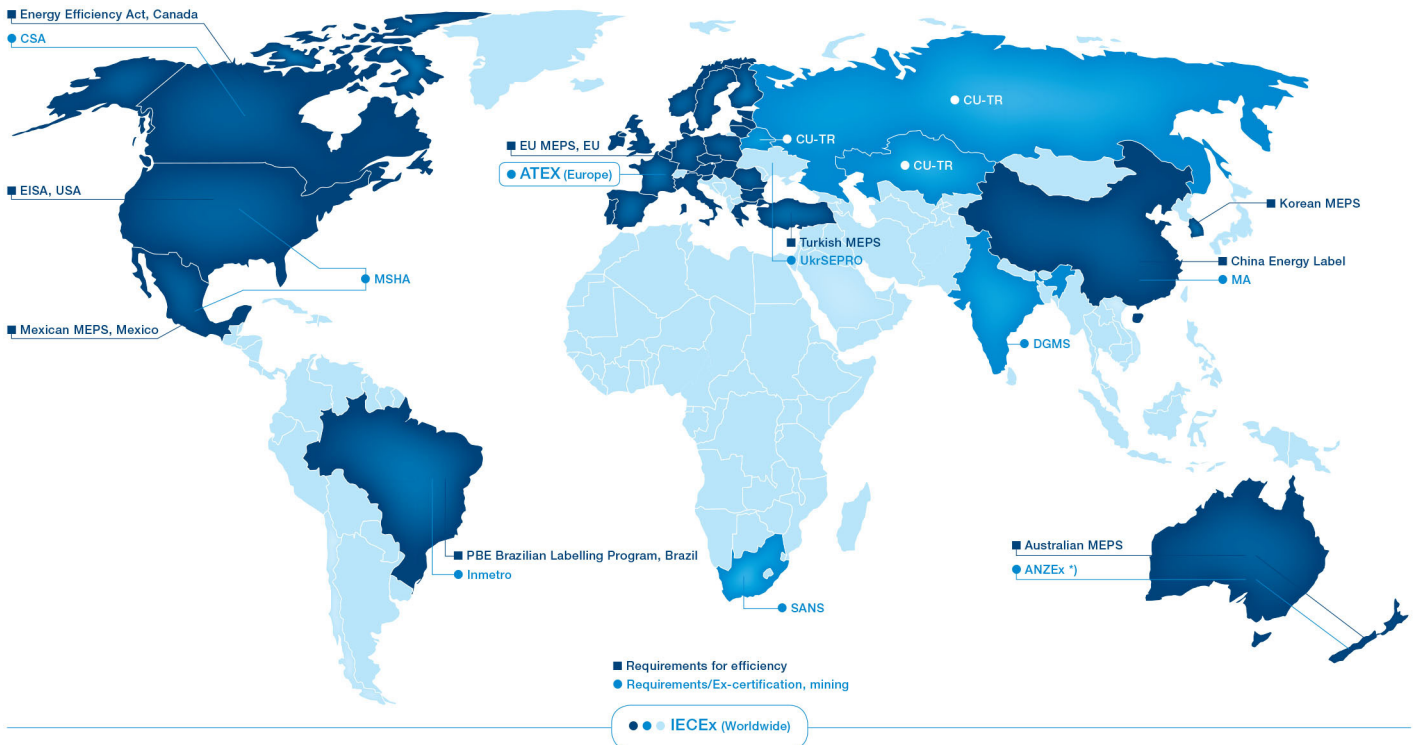 Energy Efficiency Act, Canada
CSA
CU-TR
CU-TR
EU MEPS, EU
CU-TR
ATEX (Europe)
EISA, USA
Korean MEPS
Turkish MEPS
UkrSEPRO
China Energy Label
MSHA
MA
Mexican MEPS, Mexico
DGMS
Australian MEPS
PBE Brazilian Labelling Program, Brazil
ANZEx *)
Inmetro
SANS
Requirements for efficiency
Requirements/Ex-certification, mining
IECEx (Worldwide)